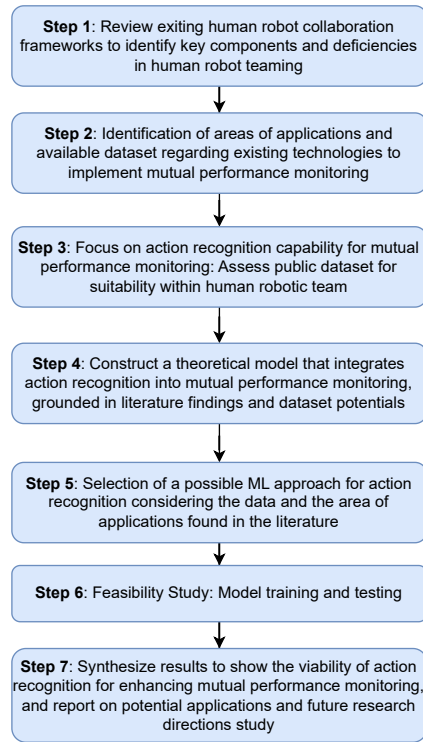 Step 1: Review exiting human robot collaboration
frameworks to identify key components and deficiencies
in human robot teaming
Step 2: Identification of areas of applications and
available dataset regarding existing technologies to
implement mutual performance monitoring
Step 3: Focus on action recognition capability for mutual
performance monitoring: Assess public dataset for
suitability within human robotic team
Step 4: Construct a theoretical model that integrates
action recognition into mutual performance monitoring,
grounded in literature findings and dataset potentials
Step 5: Selection of a possible ML approach for action
recognition considering the data and the area of
applications found in the literature
Step 6: Feasibility Study: Model training and testing
Step 7: Synthesize results to show the viability of action
recognition for enhancing mutual performance monitoring,
and report on potential applications and future research
directions study